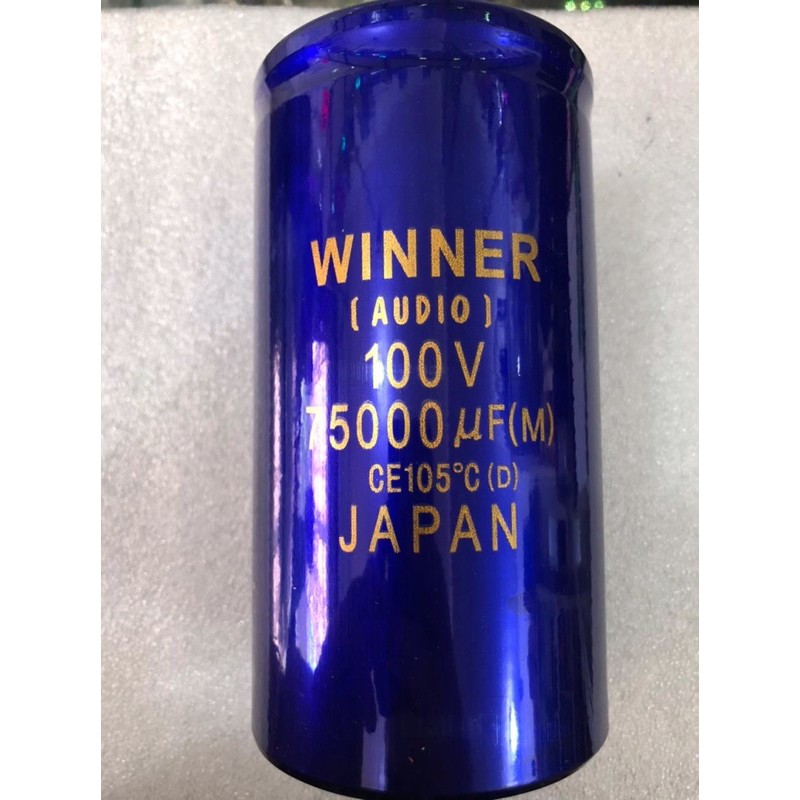 WINNER
(AUDIO)
100V
75000μF(M)
CE105°C(D)
JAPAN